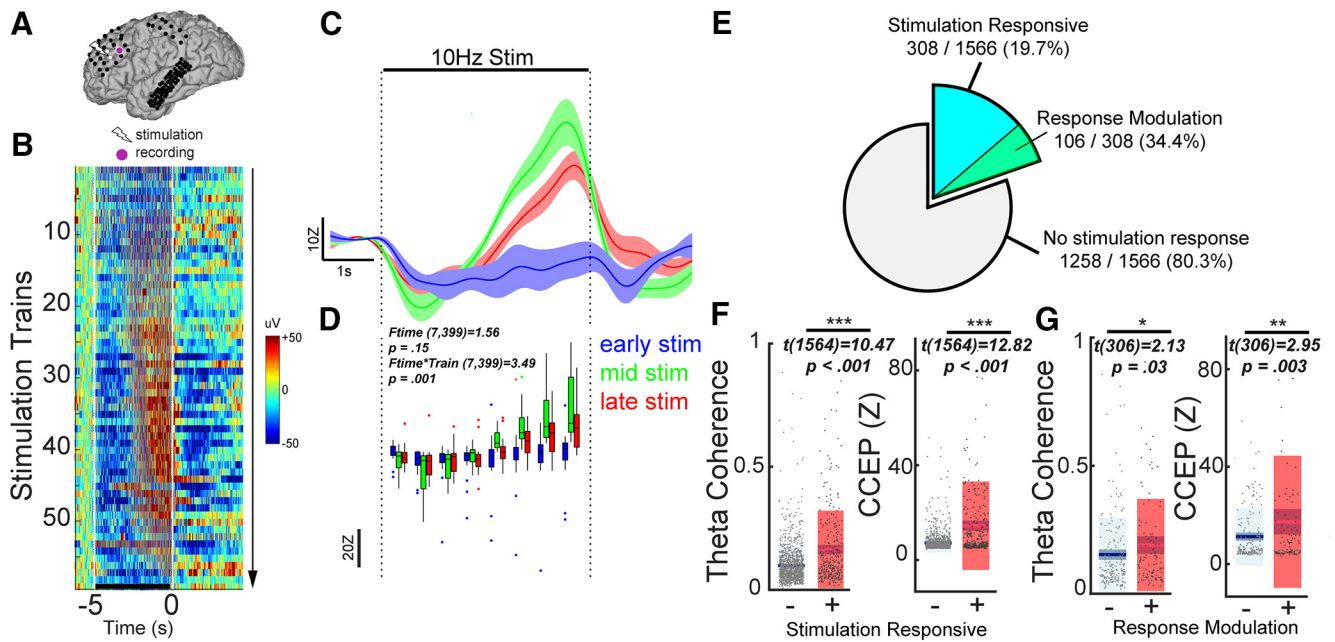 A
stimulation
recording
B
Stimulation Trains
10
20
30
40
50
uV
+50
0
-50
-5
0
Time (s)
C
10Hz Stim
10Z
1s
D
Ftime (7,399)=1.56
p = .15
Ftime*Train (7,399)=3.49
p = .001
early stim
mid stim
late stim
20Z
E
Stimulation Responsive
308 / 1566 (19.7%)
Response Modulation
106 / 308 (34.4%)
No stimulation response
1258 / 1566 (80.3%)
F
***
t(1564)=10.47
p < .001
Theta Coherence
1
0.5
0
- +
***
t(1564)=12.82
p < .001
CCEP (Z)
80
40
0
- +
Stimulation Responsive
G
*
t(306)=2.13
p = .03
Theta Coherence
1
0.5
0
- +
**
t(306)=2.95
p = .003
CCEP (Z)
80
40
0
- +
Response Modulation